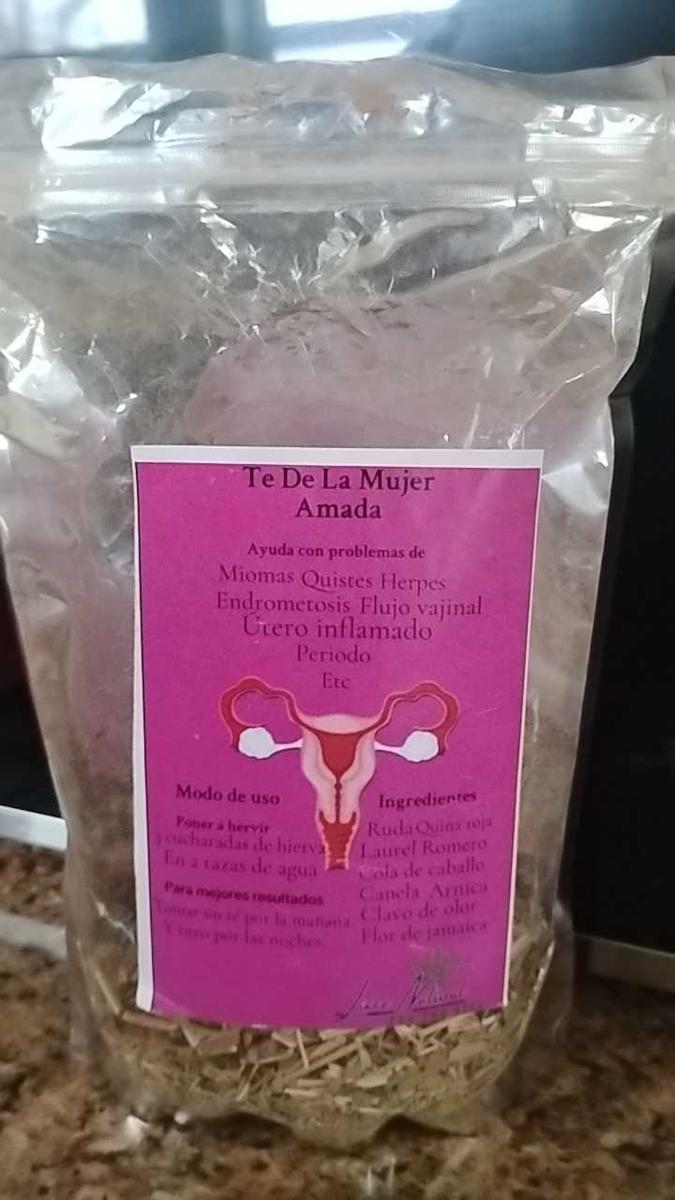 Te De La Mujer
Amada
Ayuda con problemas de
Miomas Quistes Herpes
Endrometosis Flujo vajinal
Utero inflamado
Periodo
Etc
Modo de uso
Poner a hervir
3 cucharadas de hierva
En 2 tazas de agua
Para mejores resultados
Tomar un té por la mañana
Y otro por las noches.
Ingredientes
Ruda Quina roja
Laurel Romero
Cola de caballo
Canela Arnica
Clavo de olor
Flor de jamaica
Natural